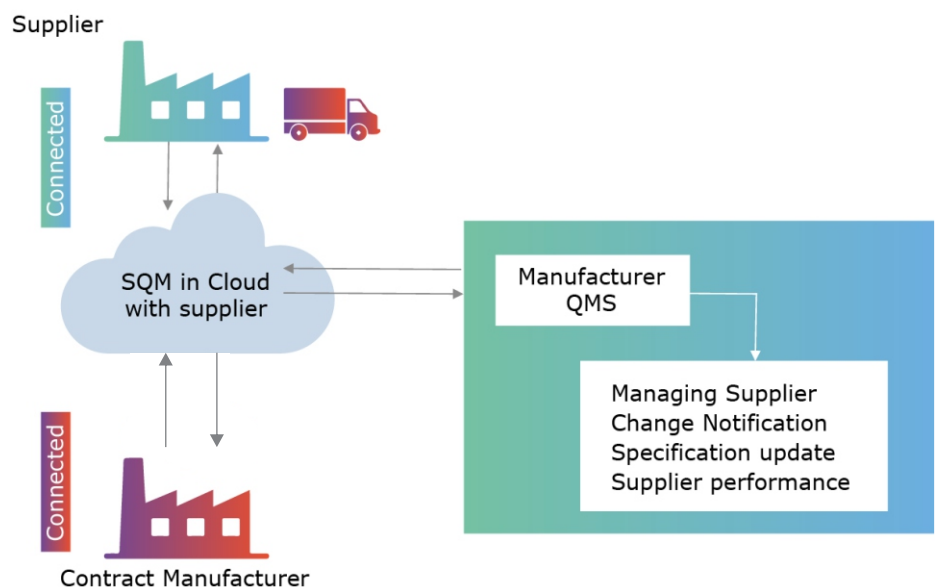 Supplier
Connected
SQM in Cloud
with supplier
Manufacturer
QMS
Managing Supplier
Change Notification
Specification update
Supplier performance
Connected
Contract Manufacturer